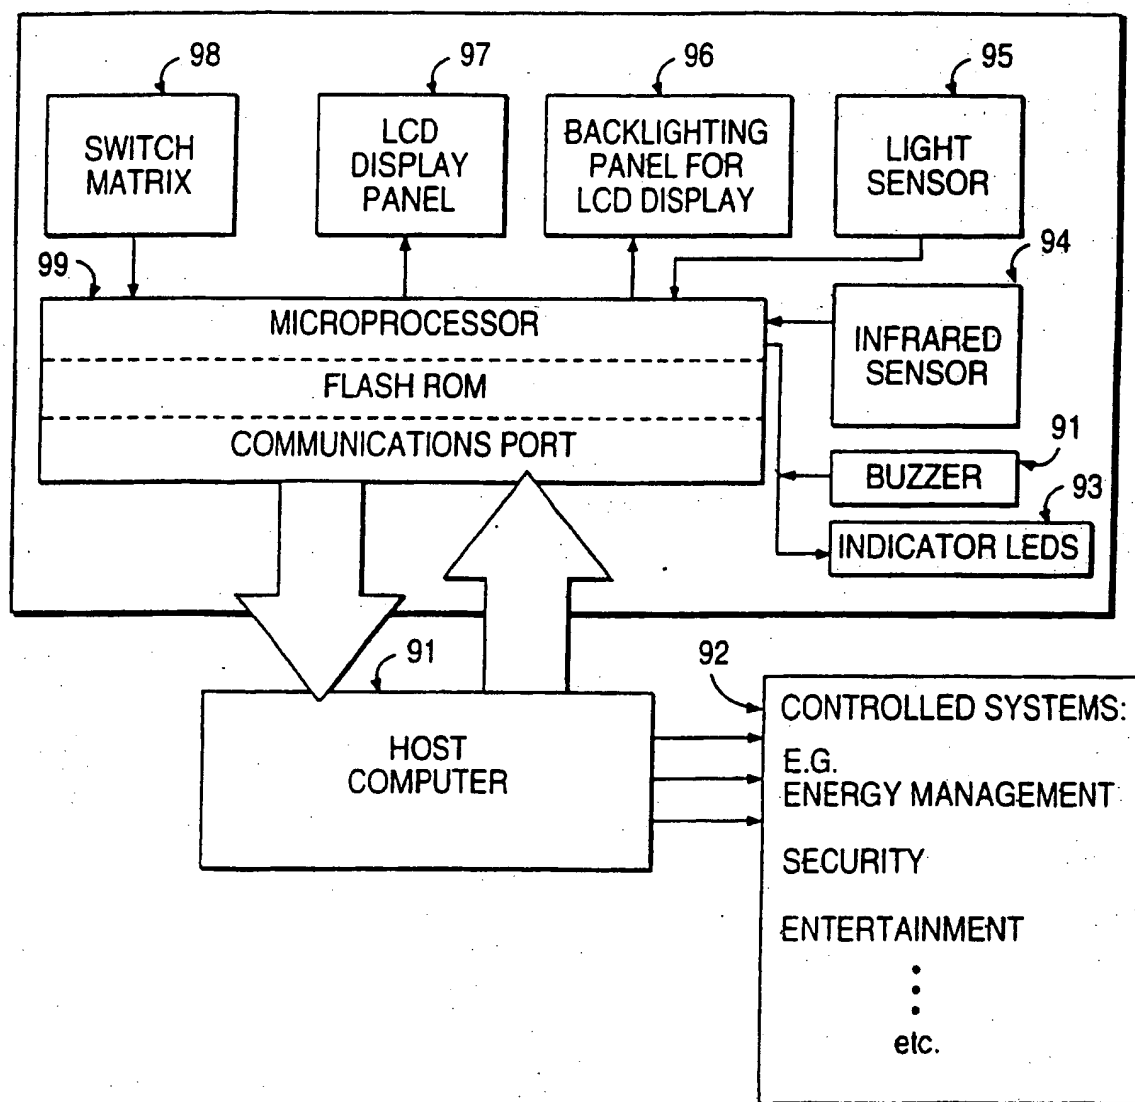 98
97
96
95
SWITCH
MATRIX
LCD
DISPLAY
PANEL
BACKLIGHTING
PANEL FOR
LCD DISPLAY
LIGHT
SENSOR
99
94
MICROPROCESSOR
FLASH ROM
COMMUNICATIONS PORT
INFRARED
SENSOR
91
BUZZER
93
INDICATOR LEDS
91
HOST
COMPUTER
92
CONTROLLED SYSTEMS:
E.G.
ENERGY MANAGEMENT
SECURITY
ENTERTAINMENT
etc.